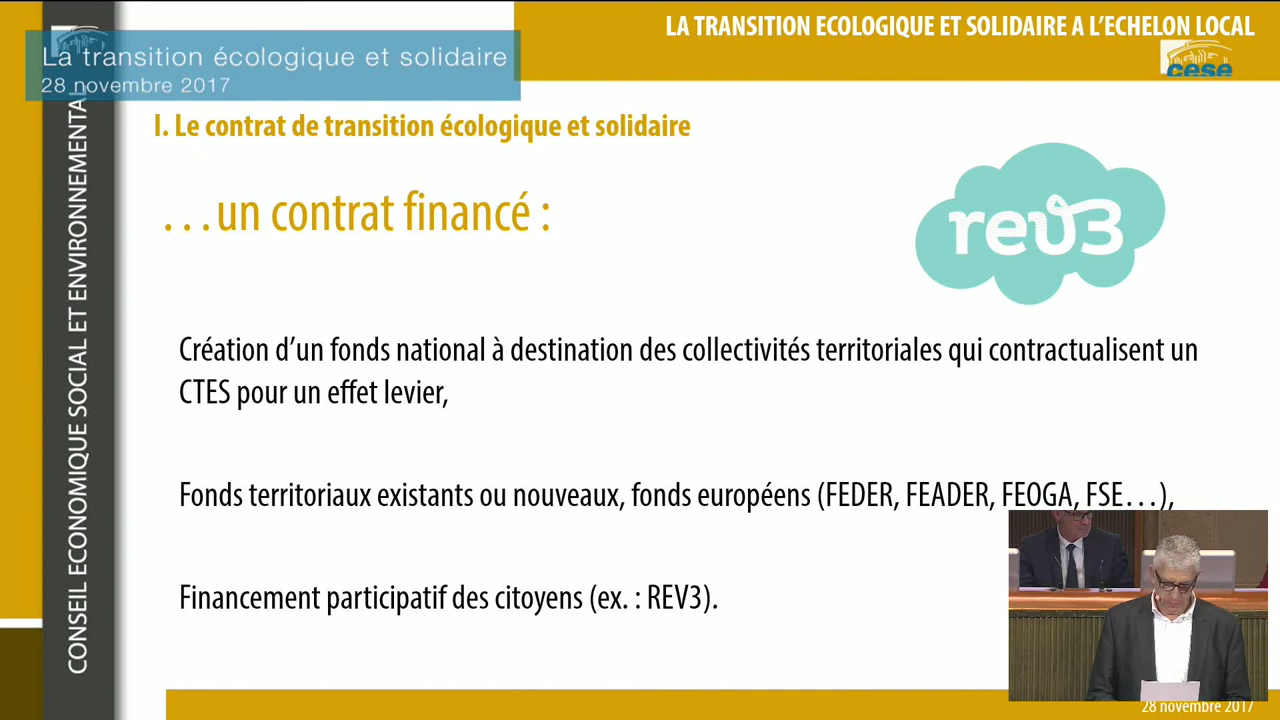 LA TRANSITION ECOLOGIQUE ET SOLIDAIRE A L’ECHELON LOCAL
La transition écologique et solidaire
28 novembre 2017
cese
CONSEIL ECONOMIQUE SOCIAL ET ENVIRONNEMENTAL
I. Le contrat de transition écologique et solidaire
…un contrat financé :
rev3
Création d’un fonds national à destination des collectivités territoriales qui contractualisent un
CTES pour un effet levier,
Fonds territoriaux existants ou nouveaux, fonds européens (FEDER, FEADER, FEOGA, FSE…),
Financement participatif des citoyens (ex. : REV3).
28 novembre 2017